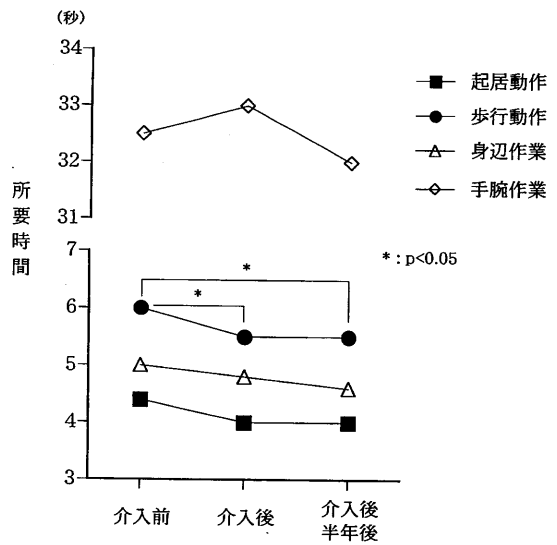 (秒)
34
33
32
31
所要時間
7
6
5
4
3
起居動作
歩行動作
身辺作業
手腕作業
*:p<0.05
*
*
介入前
介入後
介入後
半年後